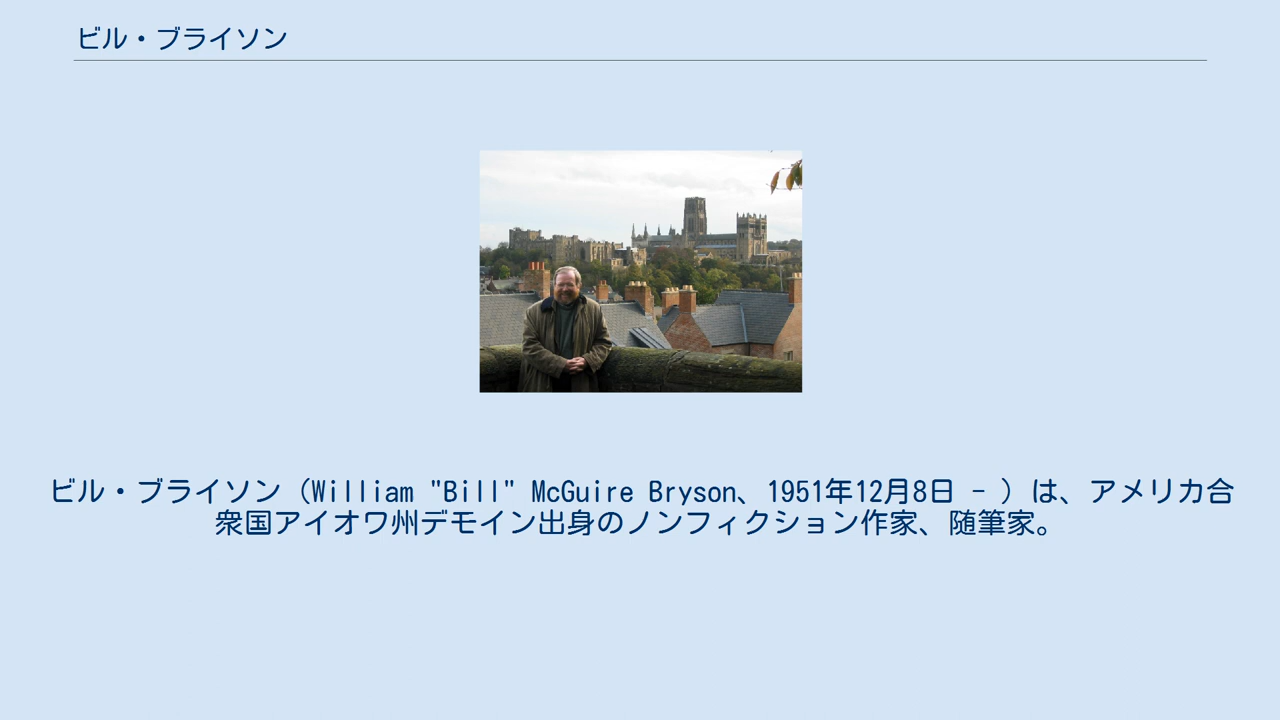 ビル・ブライソン
ビル・ブライソン（William "Bill" McGuire Bryson、1951年12月8日 - ）は、アメリカ合
衆国アイオワ州デモイン出身のノンフィクション作家、随筆家。